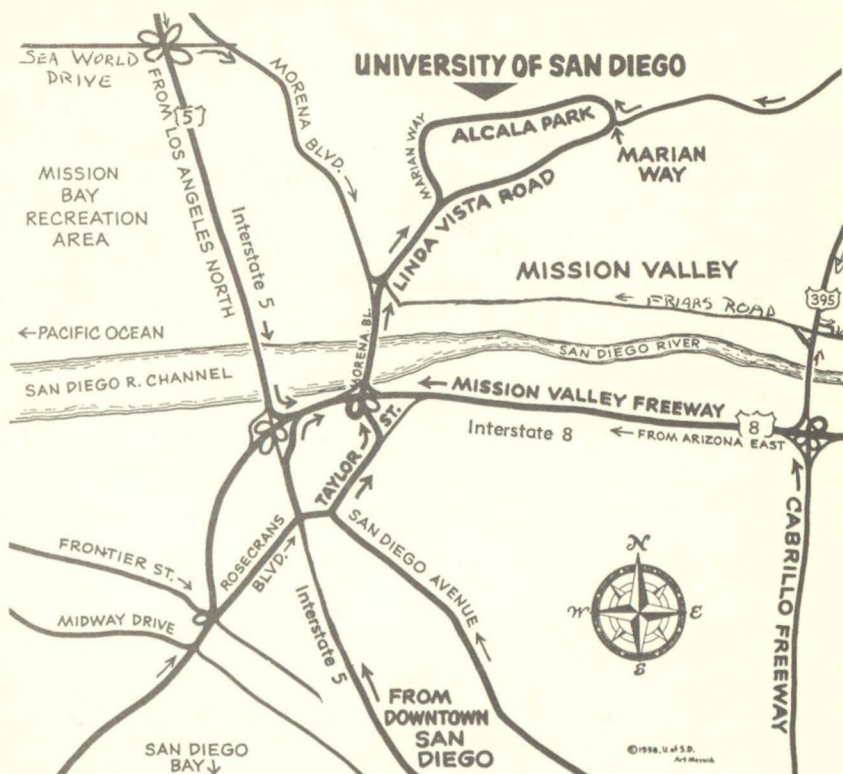 SEA WORLD
DRIVE
5
FROM LOS ANGELES NORTH
MORENA BLVD.
UNIVERSITY OF SAN DIEGO
ALCALA PARK
MARIAN WAY
MARIAN
WAY
LINDA VISTA ROAD
MISSION
BAY
RECREATION
AREA
Interstate 5
MISSION VALLEY
FRIARS ROAD
395
←PACIFIC OCEAN
SAN DIEGO R. CHANNEL
MORENA BL.
SAN DIEGO RIVER
← MISSION VALLEY FREEWAY
8
Interstate 8
← FROM ARIZONA EAST
TAYLOR ST.
ROSECRANS
BLVD.
SAN DIEGO AVENUE
CABRILLO FREEWAY
FRONTIER ST.
MIDWAY DRIVE
Interstate 5
N
W
E
S
FROM
DOWNTOWN
SAN
DIEGO
SAN DIEGO
BAY↓
©1958, U. of S.D.